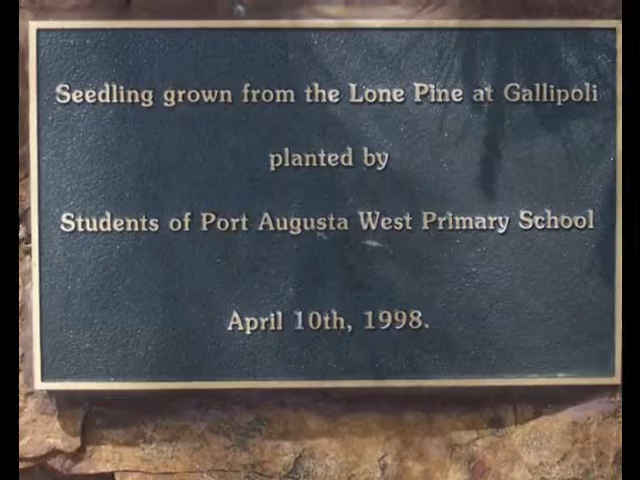 Seedling grown from the Lone Pine at Gallipoli
planted by
Students of Port Augusta West Primary School
April 10th, 1998.